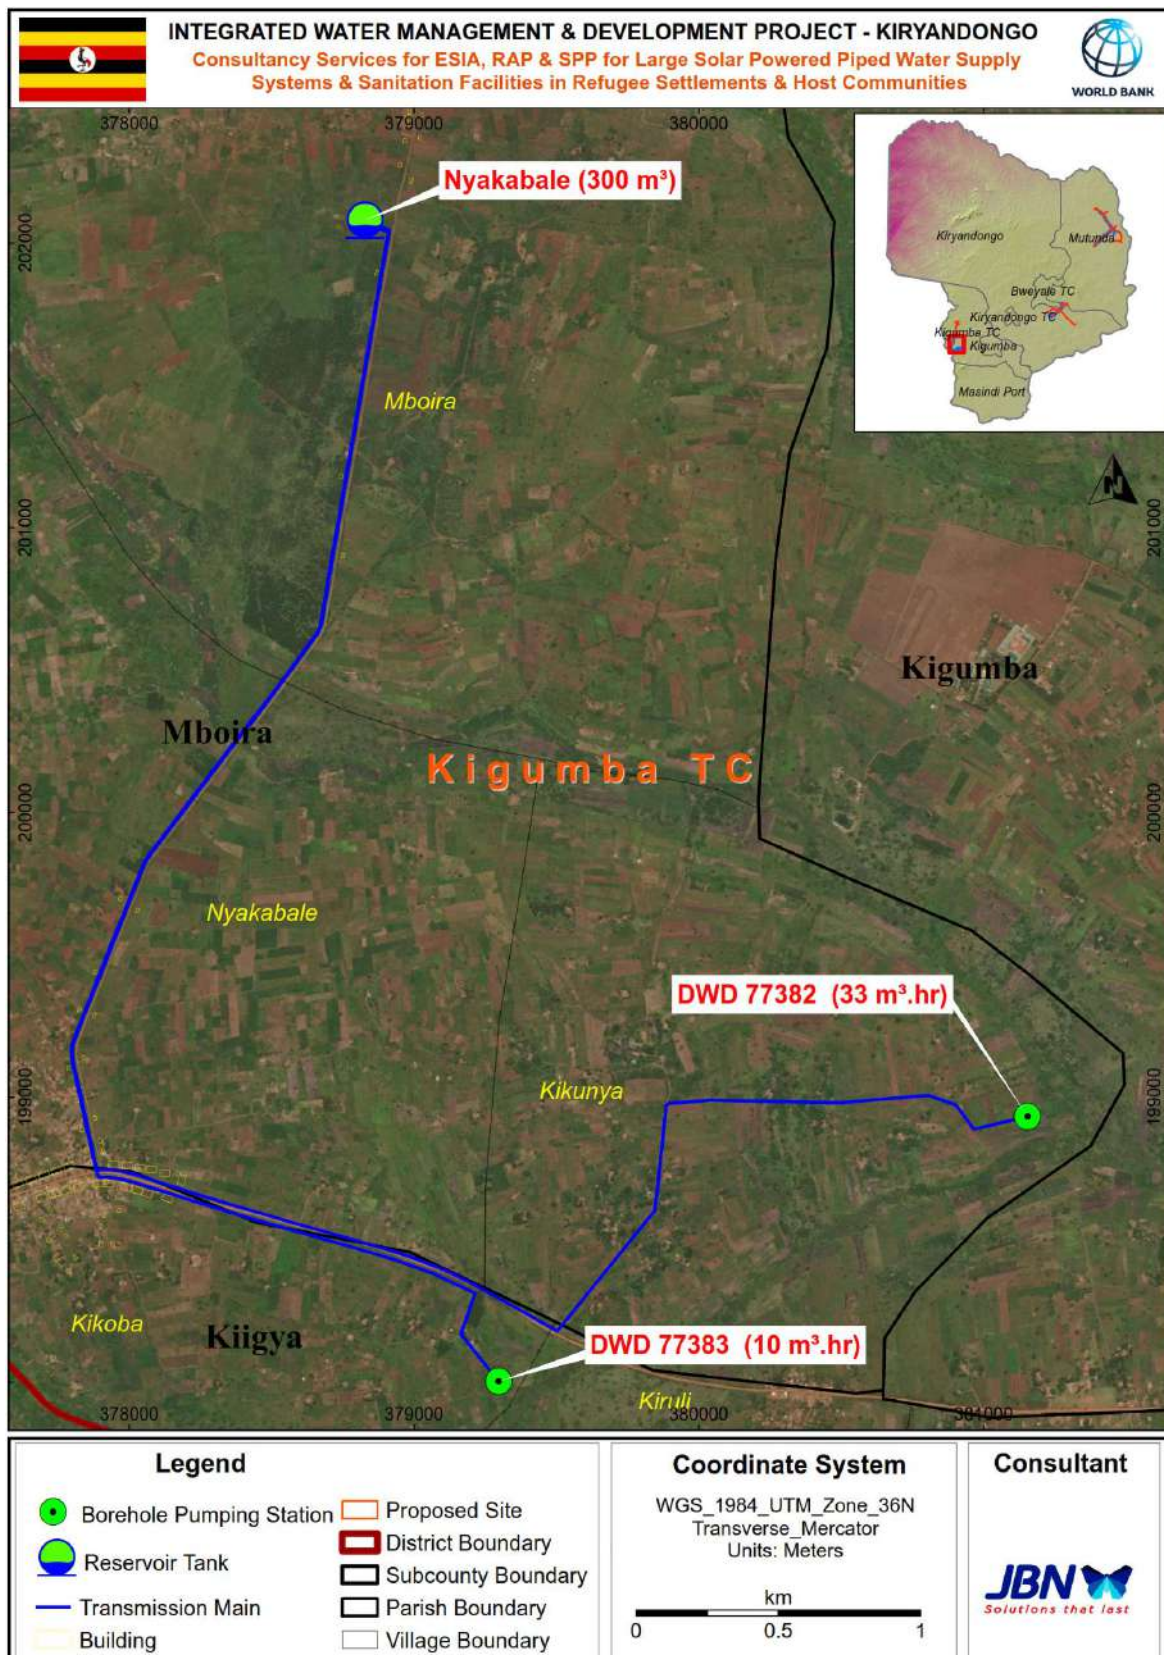 INTEGRATED WATER MANAGEMENT & DEVELOPMENT PROJECT - KIRYANDONGO
Consultancy Services for ESIA, RAP & SPP for Large Solar Powered Piped Water Supply
Systems & Sanitation Facilities in Refugee Settlements & Host Communities
WORLD BANK
378000
379000
380000
Nyakabale (300 m³)
Kiryandongo
Mutunda
Bweyale TC
Kiryandongo TC
Kigumba TC
Kigumba
Masindi Port
202000
Mboira
N
201000
201000
Kigumba
Mboira
Kigumba TC
200000
200000
Nyakabale
DWD 77382 (33 m³.hr)
Kikunya
199000
199000
Kikoba
Kiigya
DWD 77383 (10 m³.hr)
Kiruli
378000
379000
380000
381000
Legend
Borehole Pumping Station
Reservoir Tank
Transmission Main
Building
Proposed Site
District Boundary
Subcounty Boundary
Parish Boundary
Village Boundary
Coordinate System
WGS_1984_UTM_Zone_36N
Transverse_Mercator
Units: Meters
km
0 0.5 1
Consultant
JBN
Solutions that last